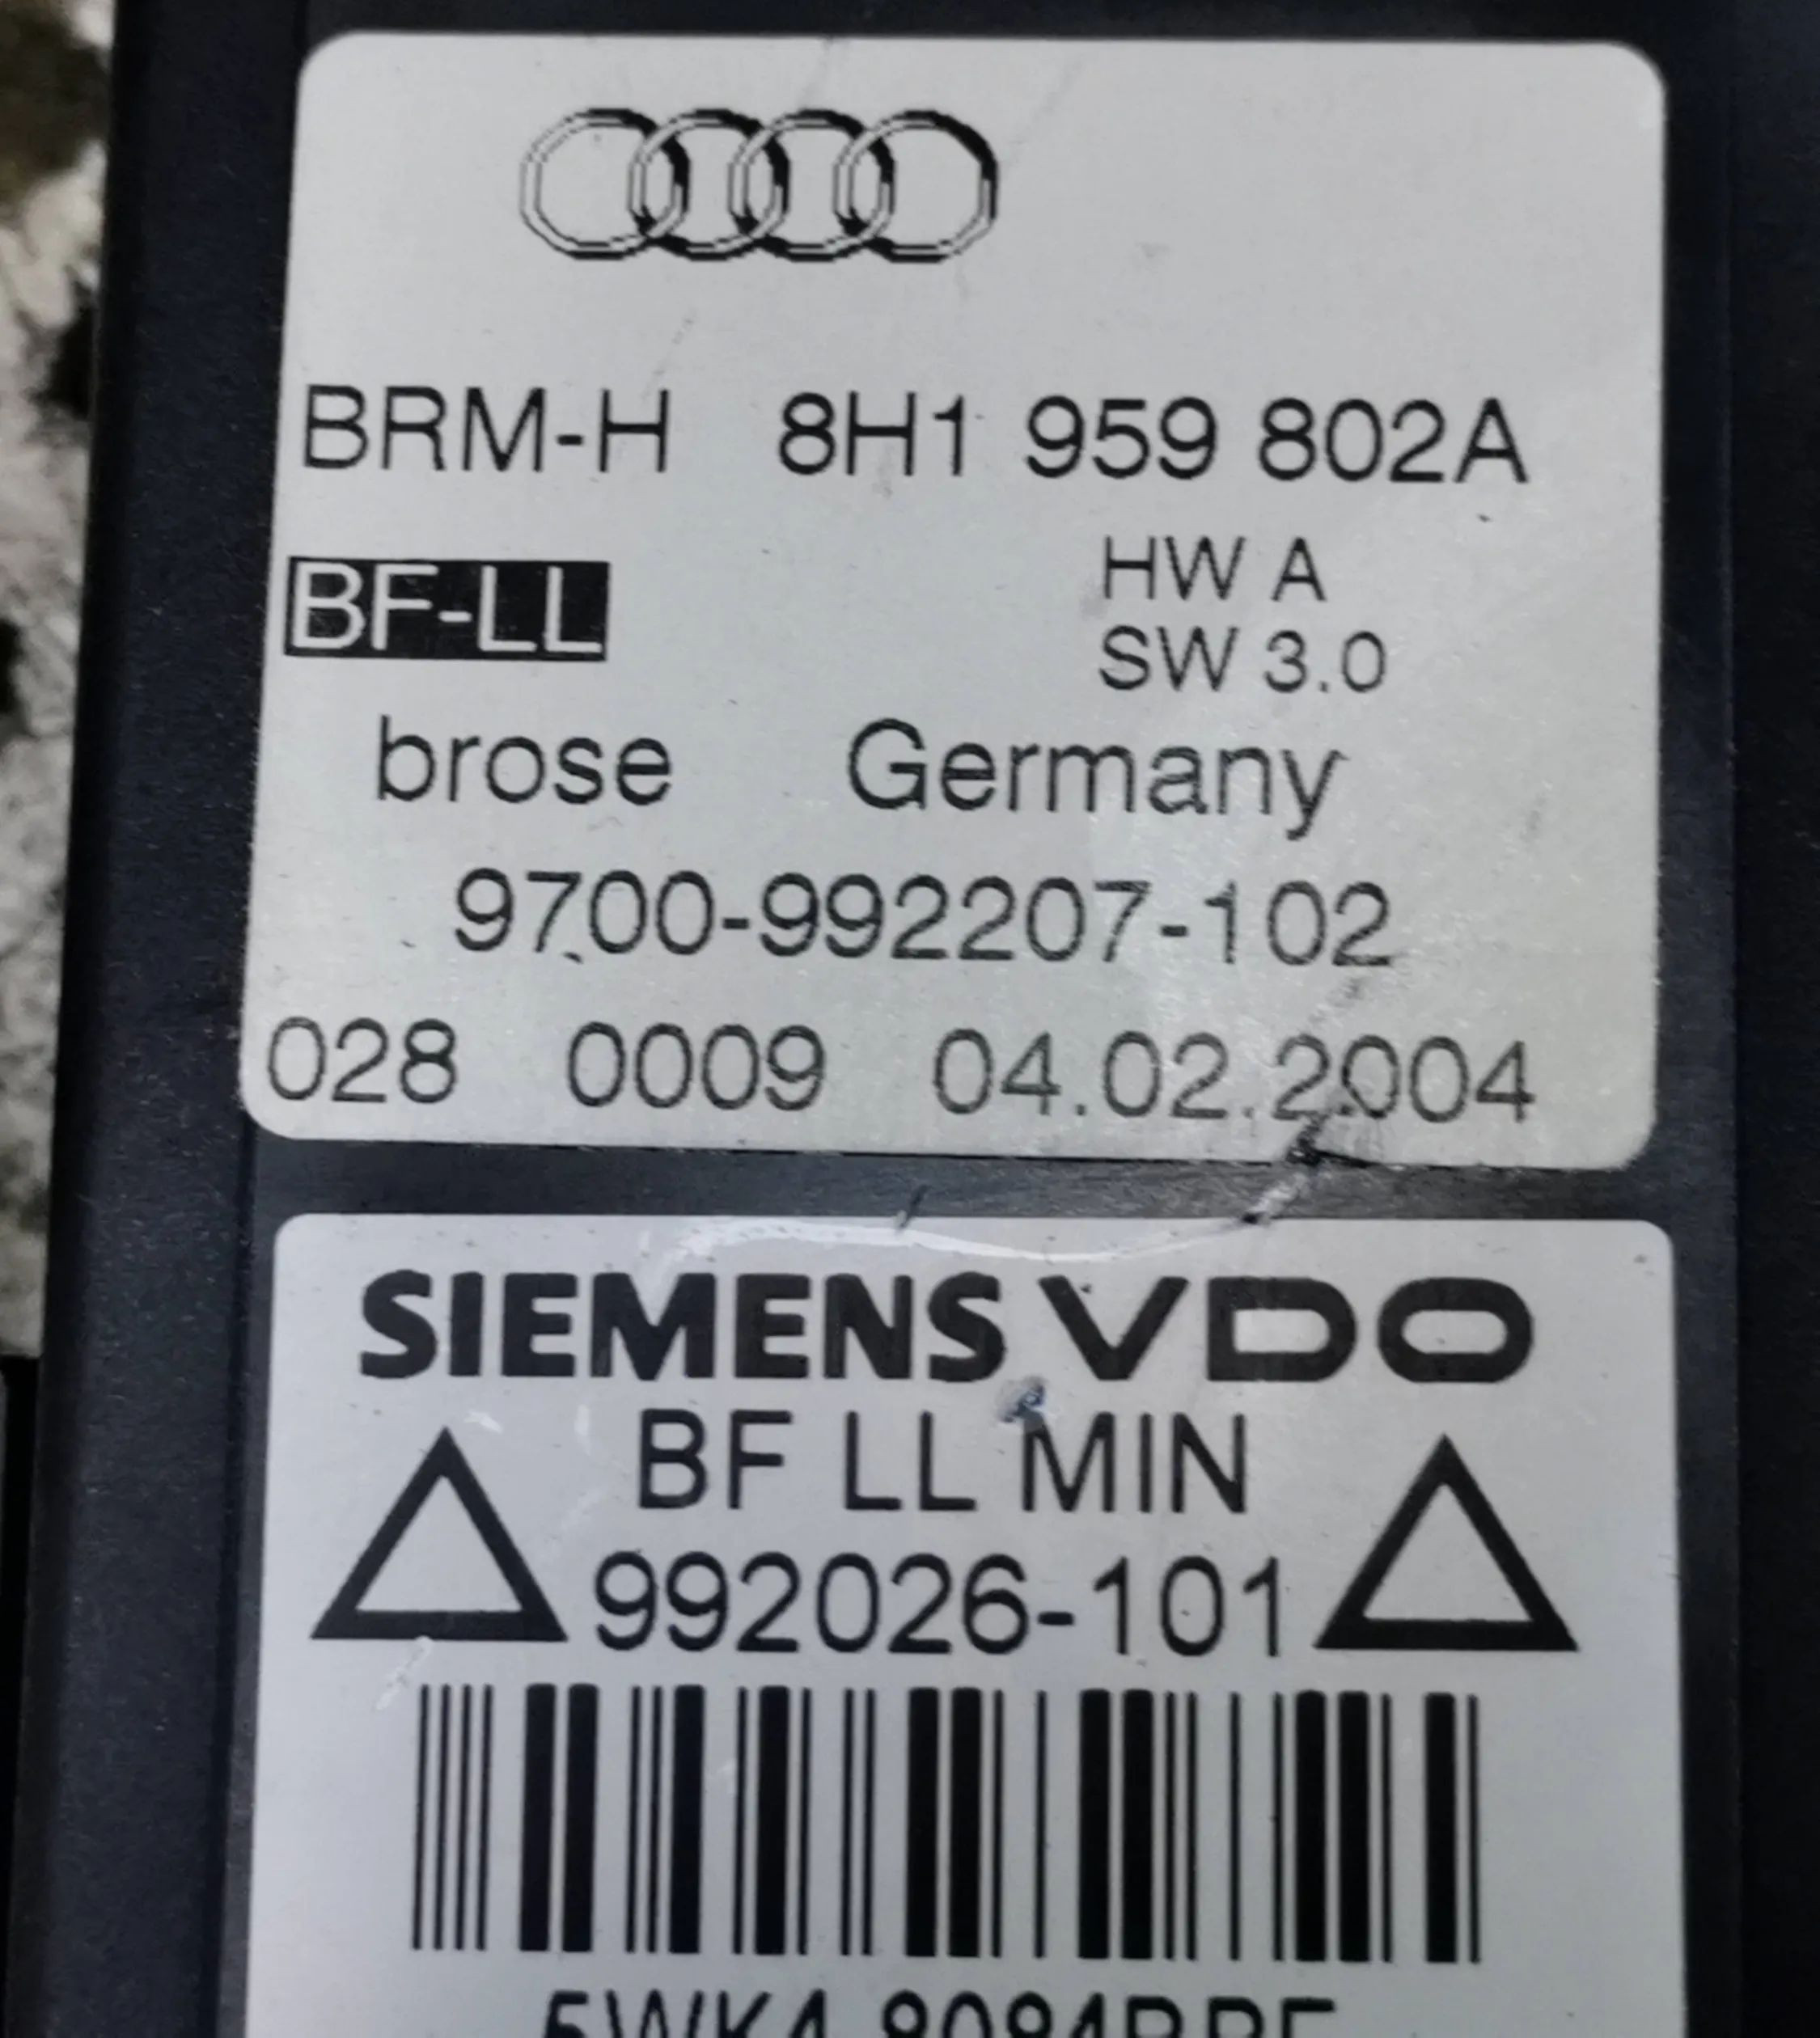 BRM-H 8H1 959 802A
BF-LL HW A
SW 3.0
brose Germany
9700-992207-102
028 0009 04.02.2004
SIEMENS VDO
BF LL MIN
992026-101